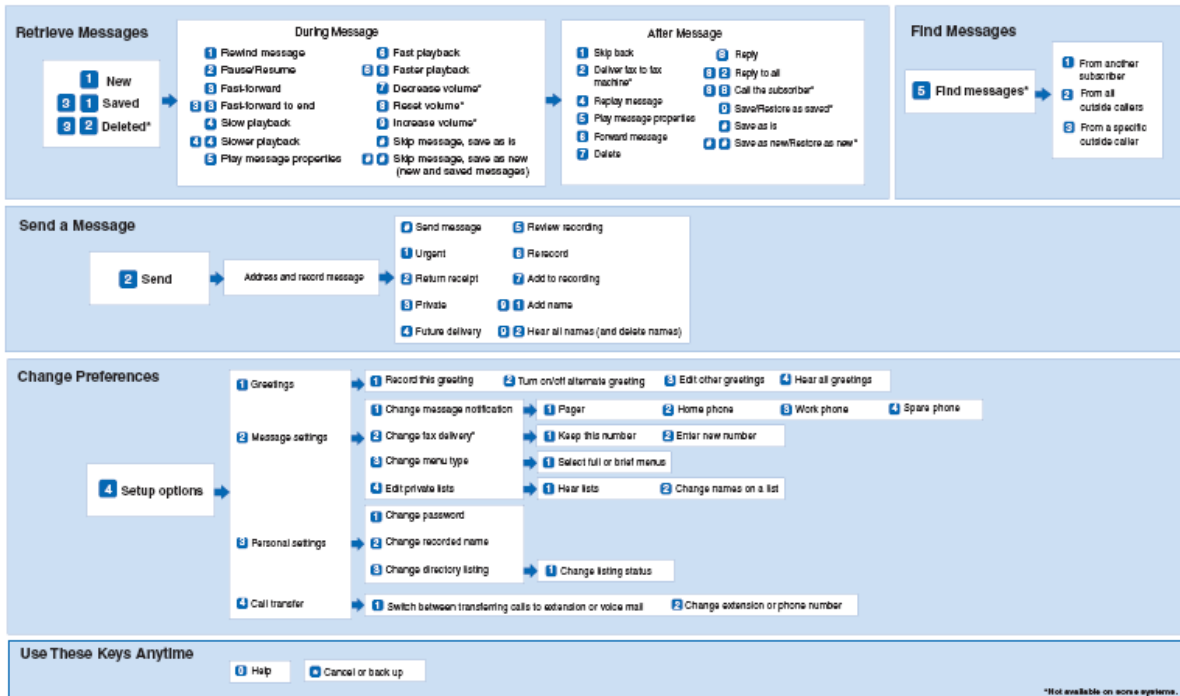 Retrieve Messages
1 New
3 1 Saved
3 2 Deleted*
During Message
1 Rewind message
2 Pause/Resume
3 Fast-forward
3 3 Fast-forward to end
4 Slow playback
4 4 Slower playback
5 Play message properties
6 Fast playback
6 6 Faster playback
7 Decrease volume*
8 Reset volume*
9 Increase volume*
# Skip message, save as is
# # Skip message, save as new
(new and saved messages)
After Message
1 Skip back
2 Deliver fax to fax
machine*
4 Replay message
5 Play message properties
6 Forward message
7 Delete
8 Reply
8 2 Reply to all
8 8 Call the subscriber*
9 Save/Restore as saved*
# Save as is
# # Save as new/Restore as new*
Find Messages
5 Find messages*
1 From another
subscriber
2 From all
outside callers
3 From a specific
outside caller
Send a Message
2 Send
Address and record message
# Send message
1 Urgent
2 Return receipt
3 Private
4 Future delivery
5 Review recording
6 Rerecord
7 Add to recording
9 1 Add name
9 2 Hear all names (and delete names)
Change Preferences
4 Setup options
1 Greetings
1 Record this greeting
2 Turn on/off alternate greeting
3 Edit other greetings
4 Hear all greetings
2 Message settings
1 Change message notification
1 Pager
2 Home phone
3 Work phone
4 Spare phone
2 Change fax delivery*
1 Keep this number
2 Enter new number
3 Change menu type
1 Select full or brief menus
4 Edit private lists
1 Hear lists
2 Change names on a list
3 Personal settings
1 Change password
2 Change recorded name
3 Change directory listing
1 Change listing status
4 Call transfer
1 Switch between transferring calls to extension or voice mail
2 Change extension or phone number
Use These Keys Anytime
0 Help
* Cancel or back up
*Not available on some systems.